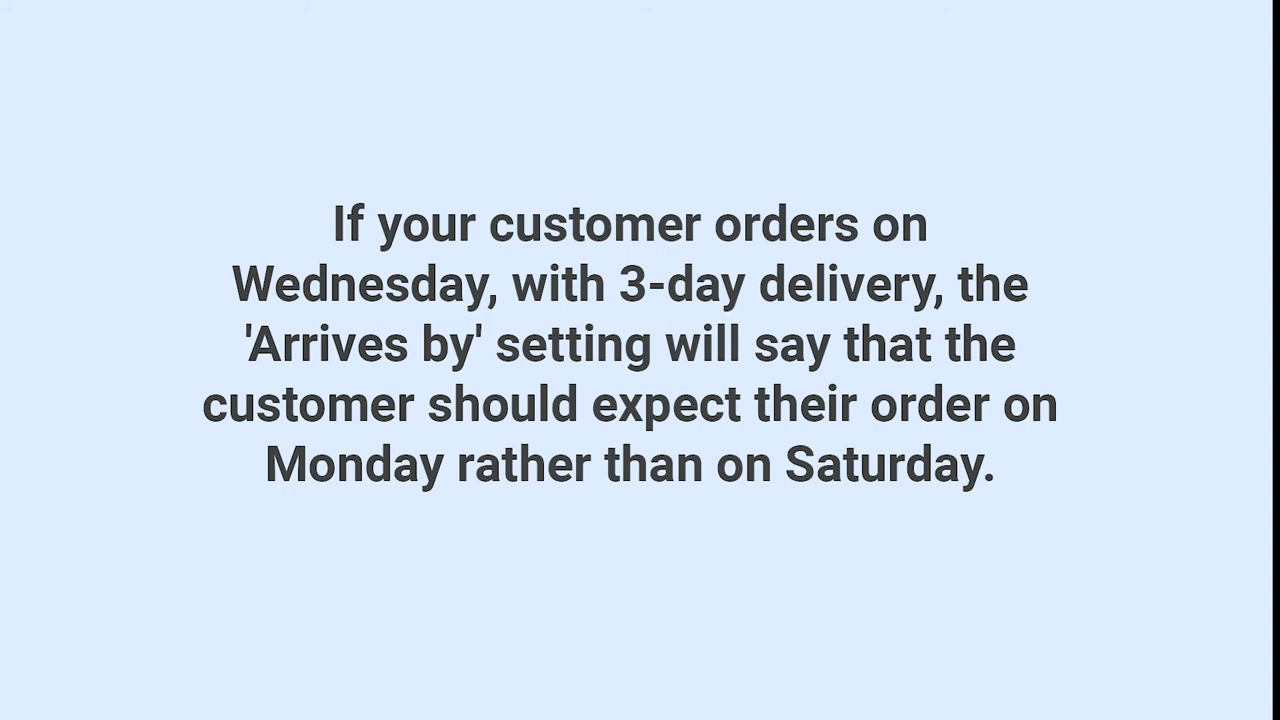 If your customer orders on
Wednesday, with 3-day delivery, the
'Arrives by' setting will say that the
customer should expect their order on
Monday rather than on Saturday.